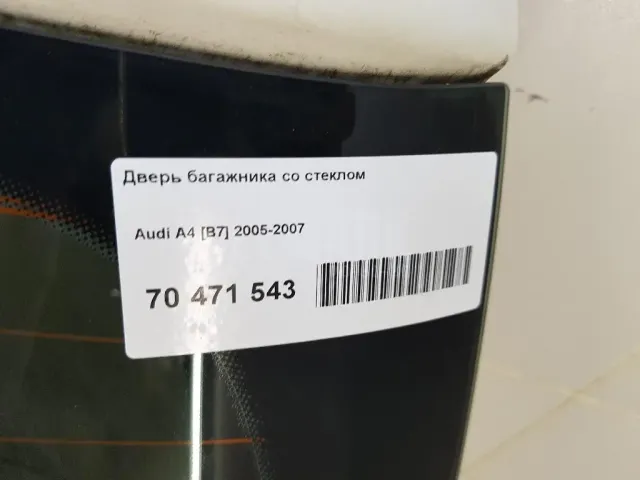 Дверь багажника со стеклом
Audi A4 [B7] 2005-2007
70 471 543